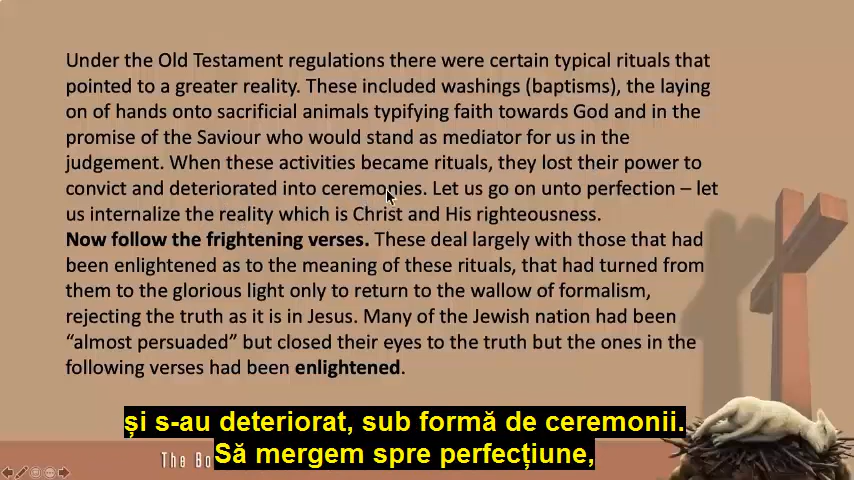 Under the Old Testament regulations there were certain typical rituals that
pointed to a greater reality. These included washings (baptisms), the laying
on of hands onto sacrificial animals typifying faith towards God and in the
promise of the Saviour who would stand as mediator for us in the
judgement. When these activities became rituals, they lost their power to
convict and deteriorated into ceremonies. Let us go on unto perfection – let
us internalize the reality which is Christ and His righteousness.
Now follow the frightening verses. These deal largely with those that had
been enlightened as to the meaning of these rituals, that had turned from
them to the glorious light only to return to the wallow of formalism,
rejecting the truth as it is in Jesus. Many of the Jewish nation had been
“almost persuaded” but closed their eyes to the truth but the ones in the
following verses had been enlightened.
și s-au deteriorat, sub formă de ceremonii.
Să mergem spre perfecțiune,
The